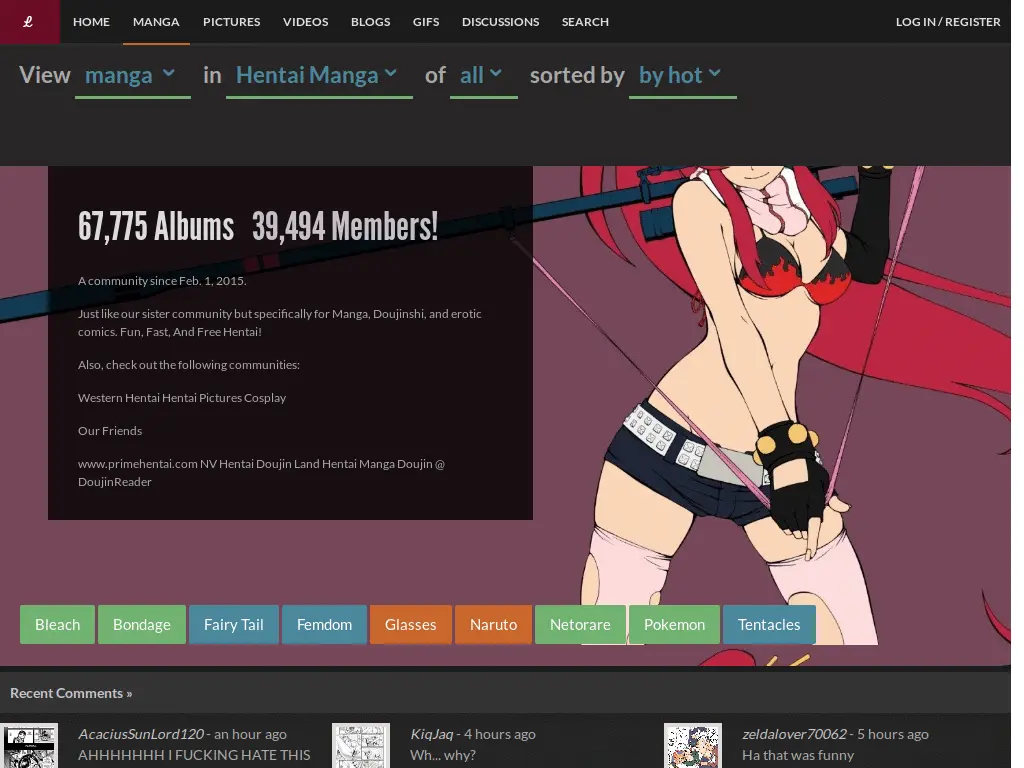 ℒ HOME MANGA PICTURES VIDEOS BLOGS GIFS DISCUSSIONS SEARCH LOG IN / REGISTER
View manga in Hentai Manga of all sorted by by hot
67,775 Albums 39,494 Members!
A community since Feb. 1, 2015.
Just like our sister community but specifically for Manga, Doujinshi, and erotic
comics. Fun, Fast, And Free Hentai!
Also, check out the following communities:
Western Hentai Hentai Pictures Cosplay
Our Friends
www.primehentai.com NV Hentai Doujin Land Hentai Manga Doujin @
DoujinReader
Bleach Bondage Fairy Tail Femdom Glasses Naruto Netorare Pokemon Tentacles
Recent Comments »
AcaciusSunLord120 - an hour ago KiqJaq - 4 hours ago zeldalover70062 - 5 hours ago
AHHHHHHH I FUCKING HATE THIS Wh... why? Ha that was funny